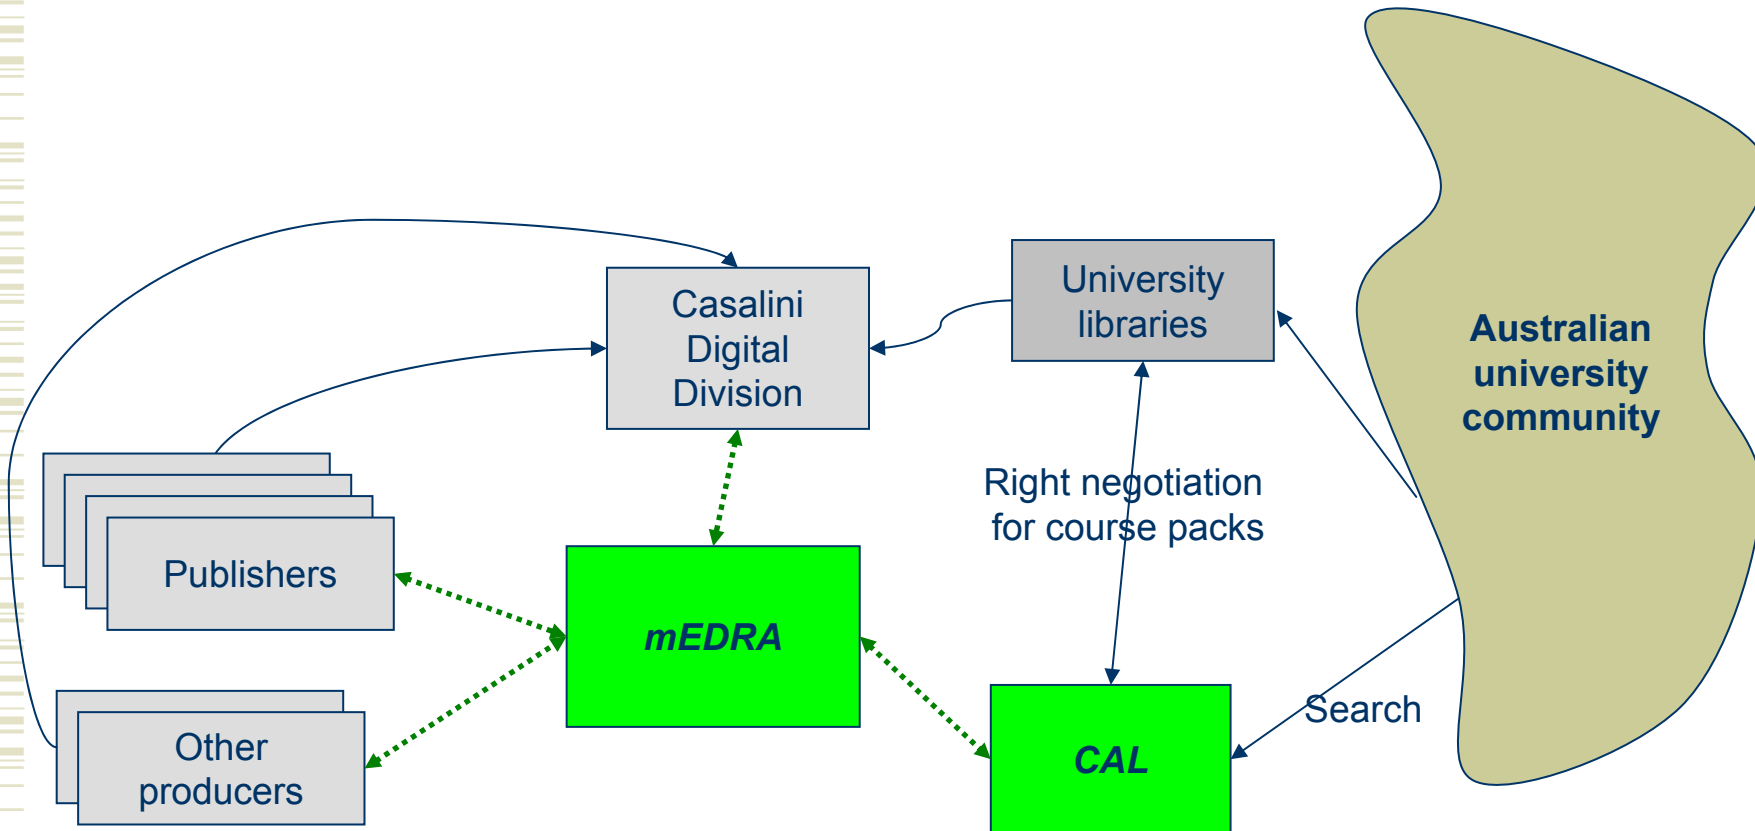 Casalini
Digital
Division
University
libraries
Australian
university
community
Right negotiation
for course packs
Publishers
mEDRA
Search
Other
producers
CAL